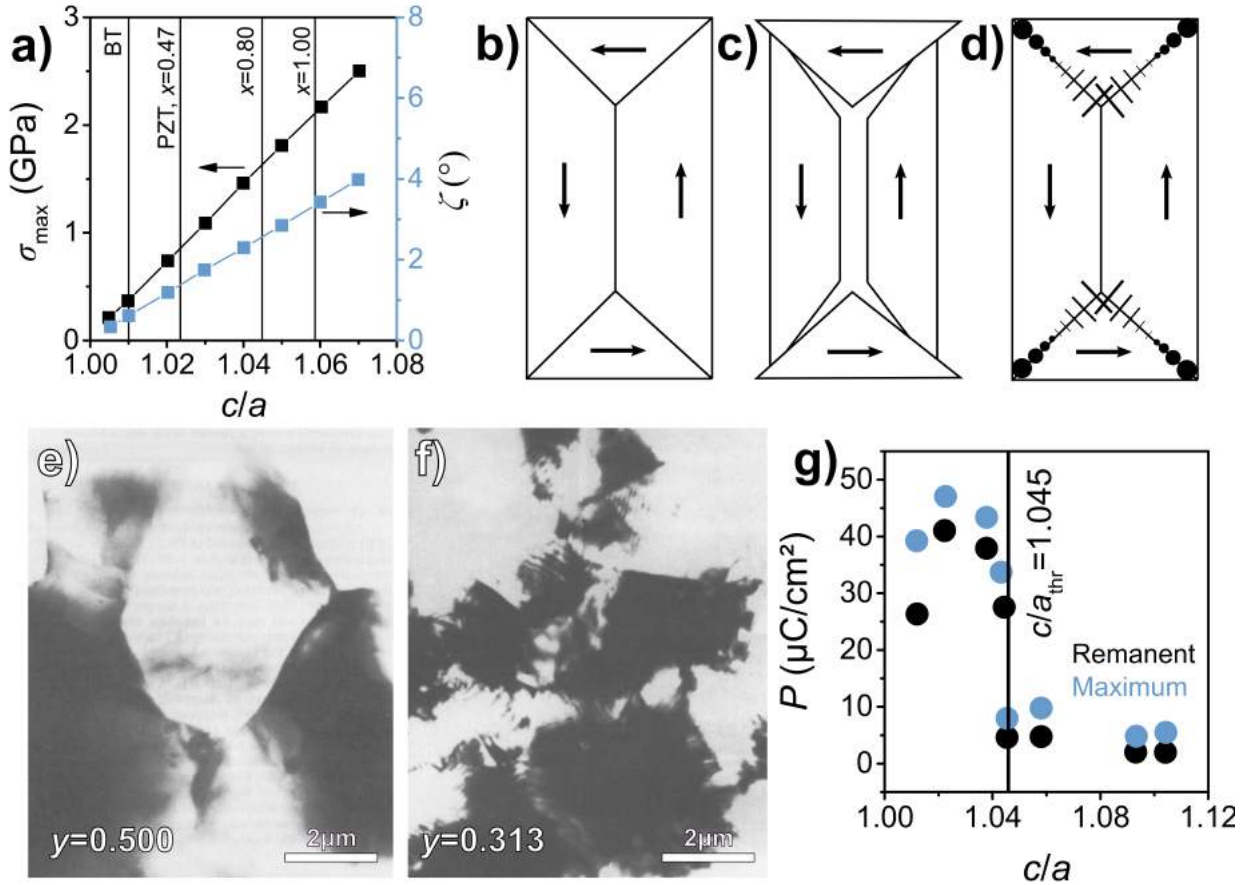 a)
3
2
1
0
σmax (GPa)
BT
PZT, x=0.47
x=0.80
x=1.00
8
6
4
2
0
ζ (°)
1.00 1.02 1.04 1.06 1.08
c/a
b)
c)
d)
e)
y=0.500
2µm
f)
y=0.313
2µm
g)
50
40
30
20
10
0
P (µC/cm²)
c/athr=1.045
Remanent
Maximum
1.00 1.04 1.08 1.12
c/a